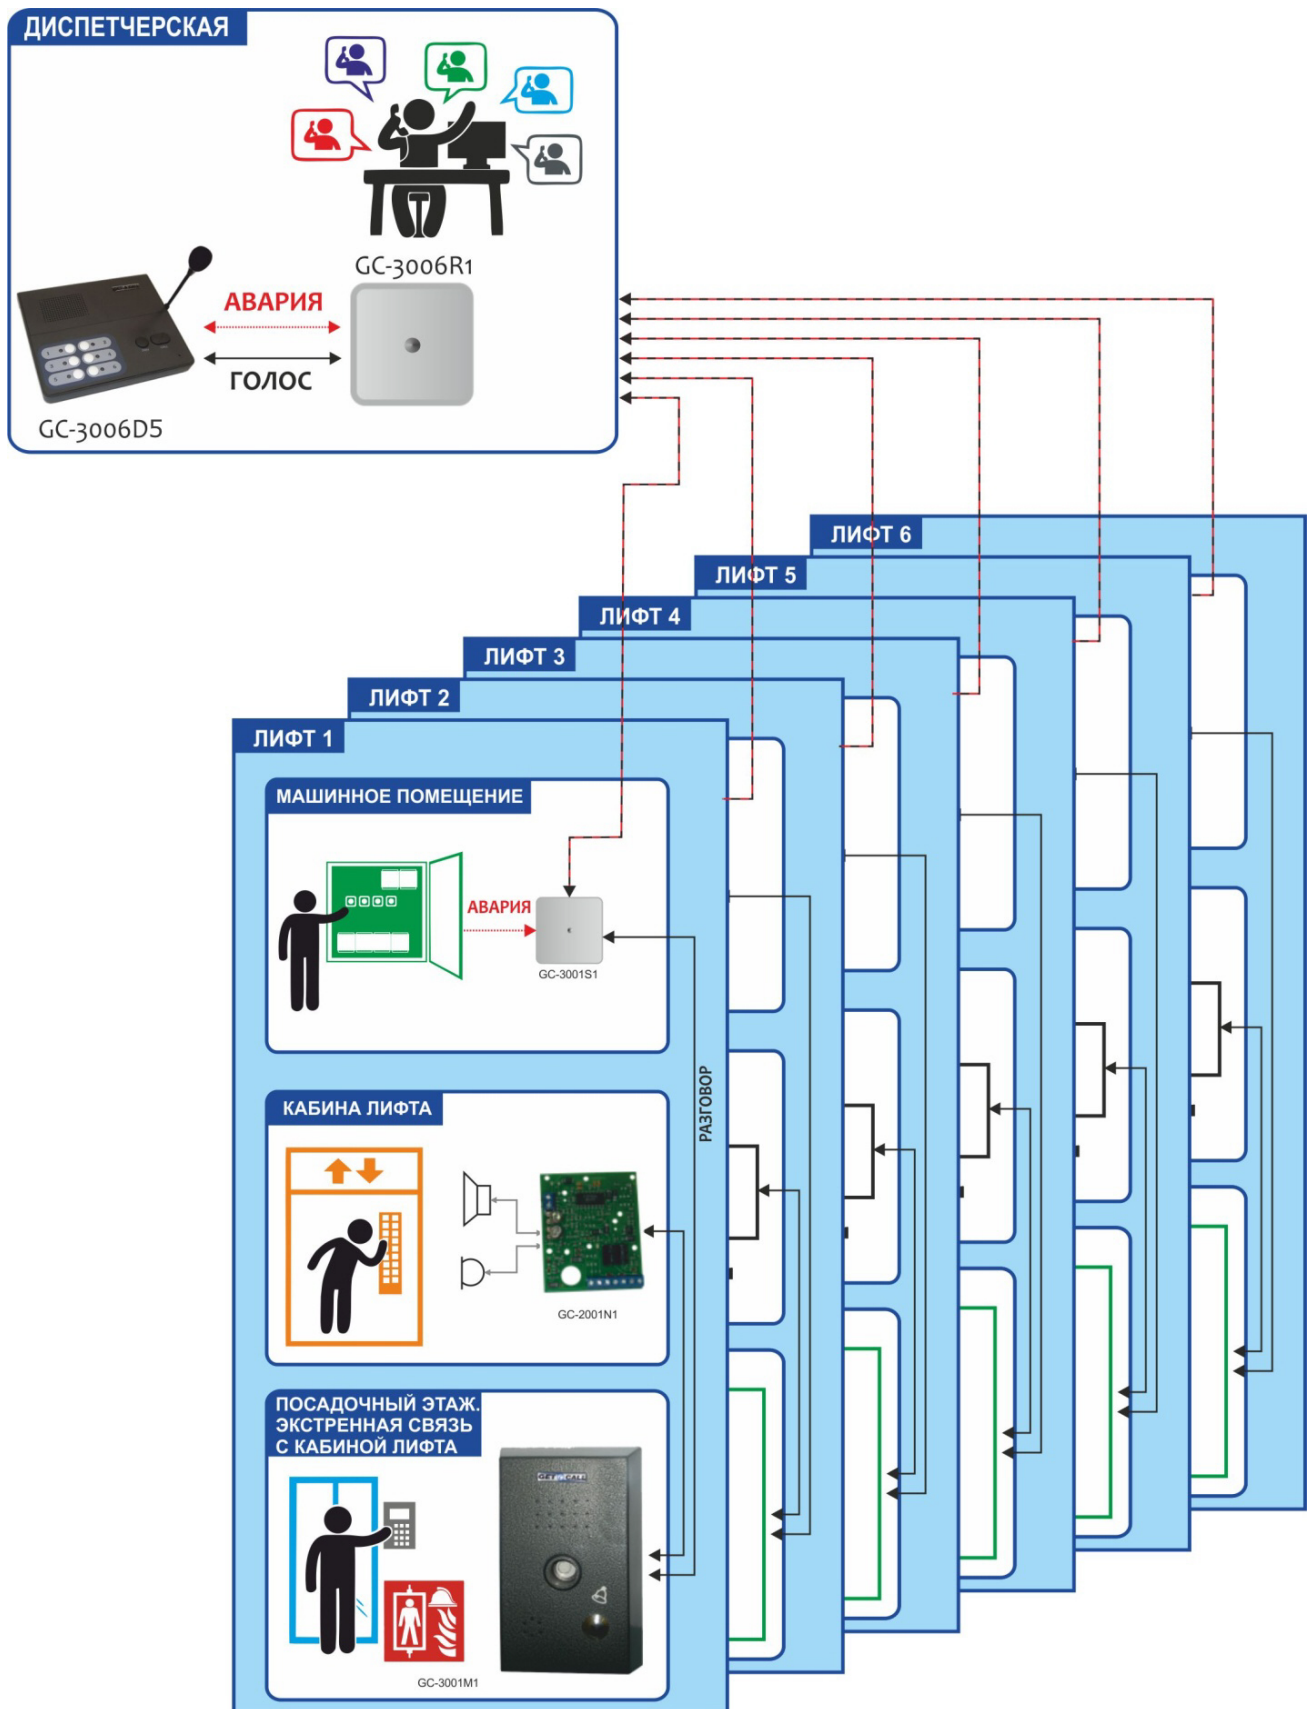 ДИСПЕТЧЕРСКАЯ
GC-3006R1
АВАРИЯ
ГОЛОС
GC-3006D5
ЛИФТ 6
ЛИФТ 5
ЛИФТ 4
ЛИФТ 3
ЛИФТ 2
ЛИФТ 1
МАШИННОЕ ПОМЕЩЕНИЕ
АВАРИЯ
GC-3001S1
РАЗГОВОР
КАБИНА ЛИФТА
GC-2001N1
ПОСАДОЧНЫЙ ЭТАЖ.
ЭКСТРЕННАЯ СВЯЗЬ
С КАБИНОЙ ЛИФТА
GC-3001M1